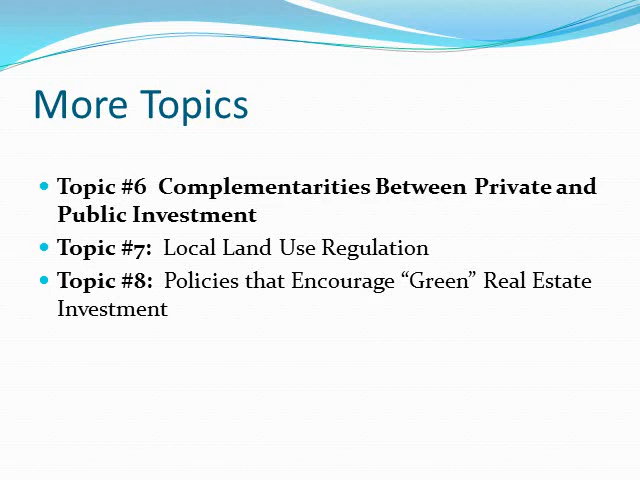 More Topics
Topic #6  Complementarities Between Private and
Public Investment
Topic #7:  Local Land Use Regulation
Topic #8:  Policies that Encourage “Green” Real Estate
Investment